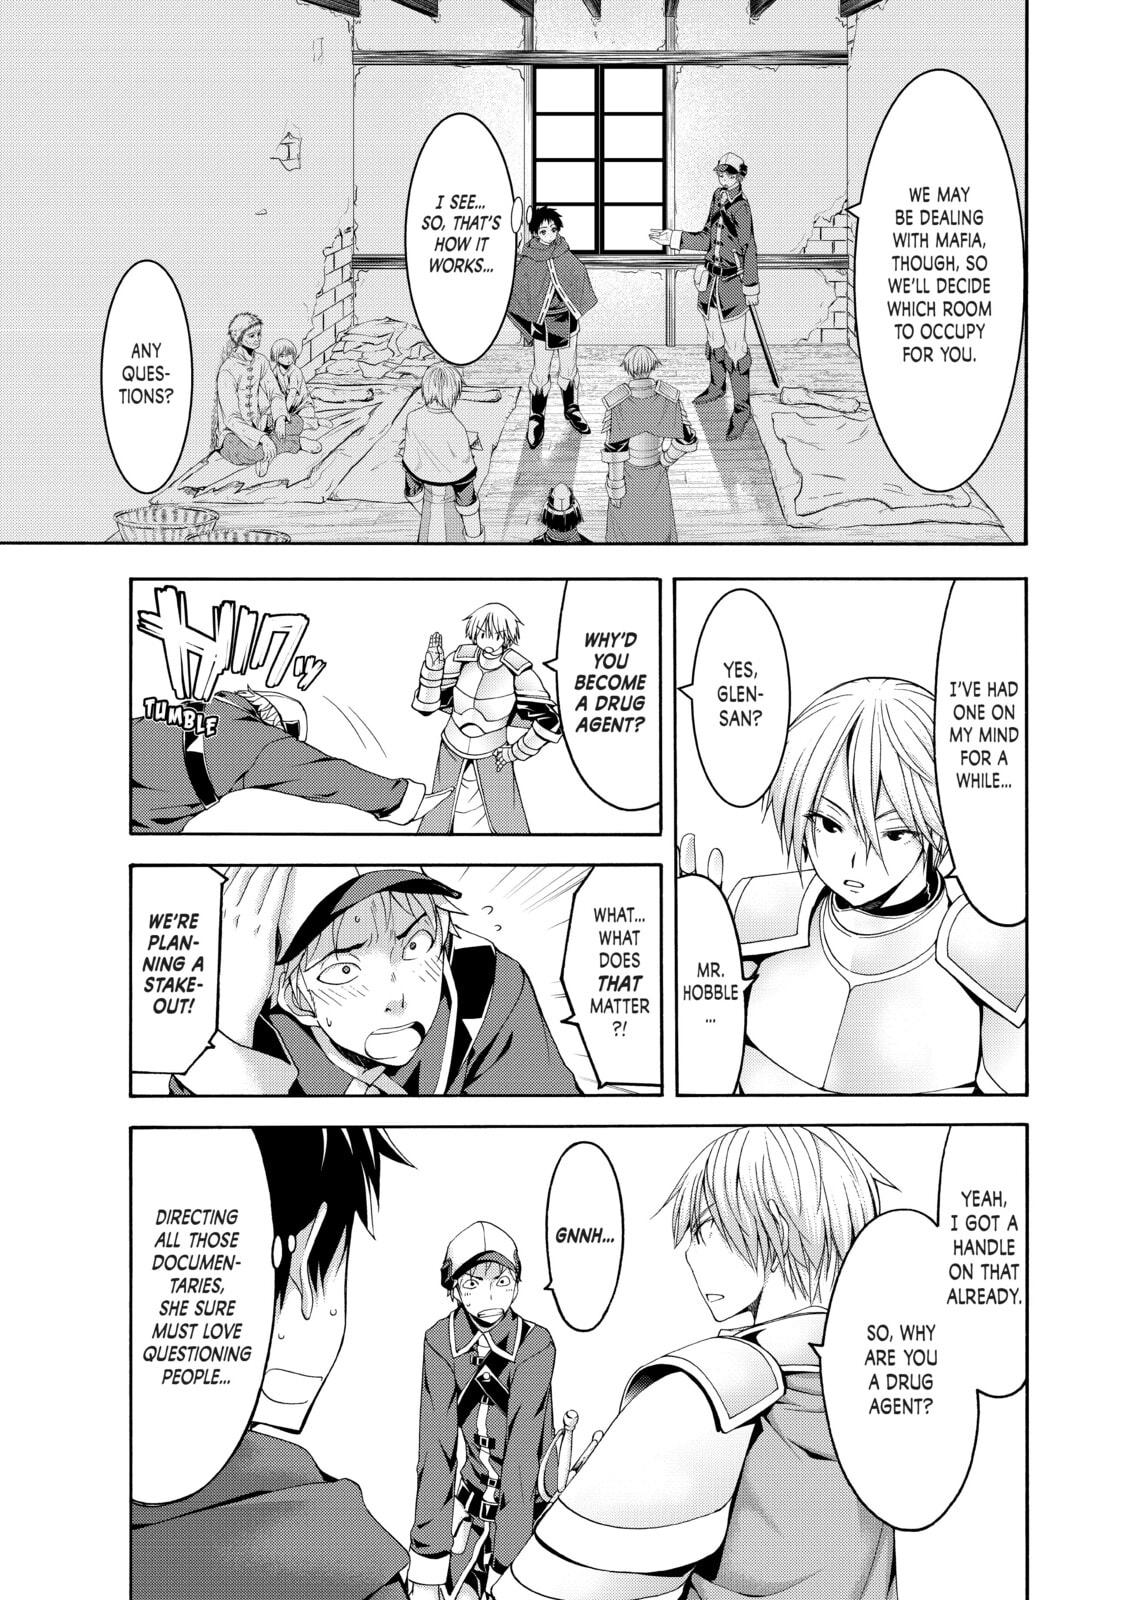 WE MAY
BE DEALING
WITH MAFIA,
THOUGH, SO
WE'LL DECIDE
WHICH ROOM
TO OCCUPY
FOR YOU.
I SEE...
SO, THAT'S
HOW IT
WORKS...
ANY
QUES-
TIONS?
I'VE HAD
ONE ON
MY MIND
FOR A
WHILE...
YES,
GLEN-
SAN?
MR.
HOBBLE
...
WHY'D
YOU
BECOME
A DRUG
AGENT?
ガクッ
TUMBLE
WHAT...
WHAT
DOES
THAT
MATTER
?!
WE'RE
PLAN-
NING A
STAKE-
OUT!
YEAH,
I GOT A
HANDLE
ON THAT
ALREADY.
SO, WHY
ARE YOU
A DRUG
AGENT?
GNNH...
DIRECTING
ALL THOSE
DOCUMEN-
TARIES,
SHE SURE
MUST LOVE
QUESTIONING
PEOPLE...